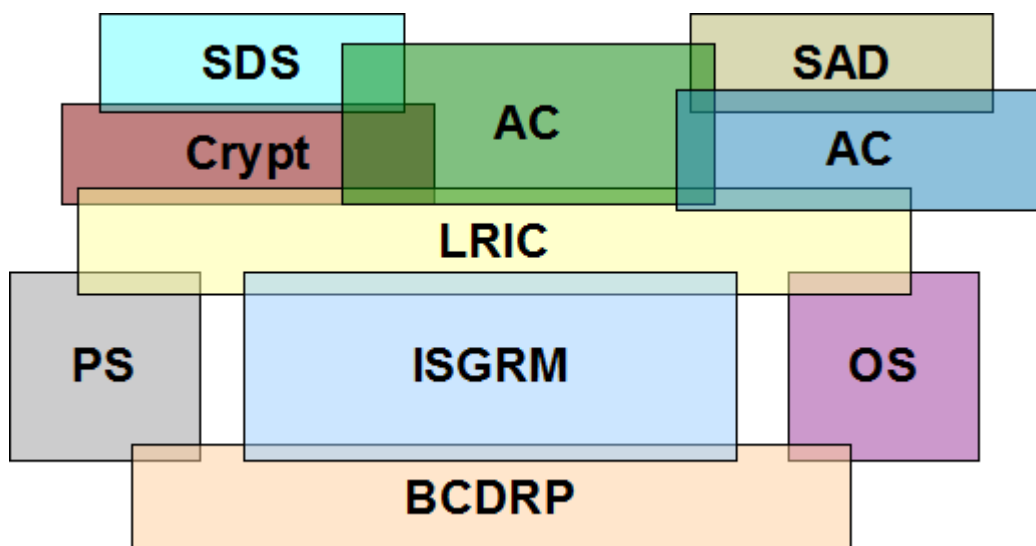 SDS
SAD
AC
Crypt
AC
LRIC
PS
ISGRM
OS
BCDRP